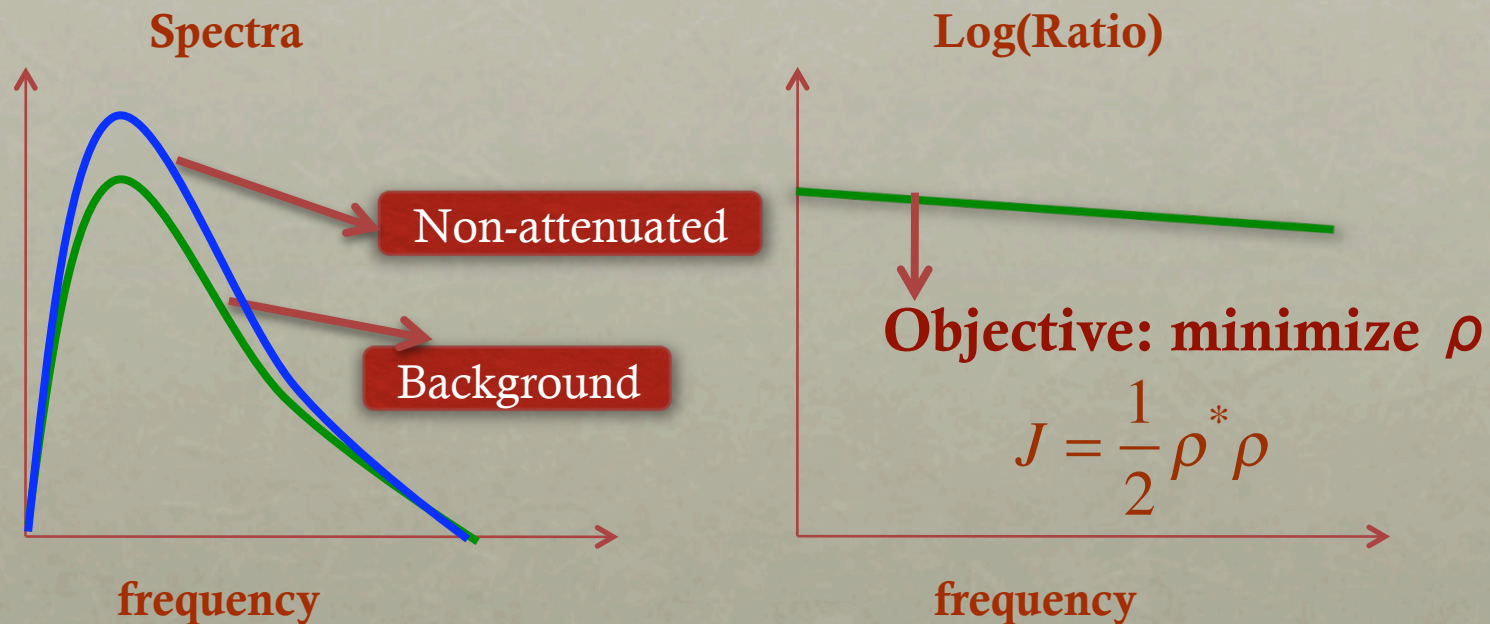 Spectra
Log(Ratio)
Non-attenuated
Background
Objective: minimize ρ
J = 1/2 ρ*ρ
frequency
frequency